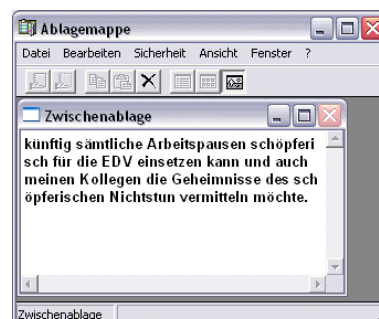 Ablagemappe
Datei Bearbeiten Sicherheit Ansicht Fenster ?
Zwischenablage
künftig sämtliche Arbeitspausen schöpferi
sch für die EDV einsetzen kann und auch
meinen Kollegen die Geheimnisse des sch
öpferischen Nichtstun vermitteln möchte.
Zwischenablage